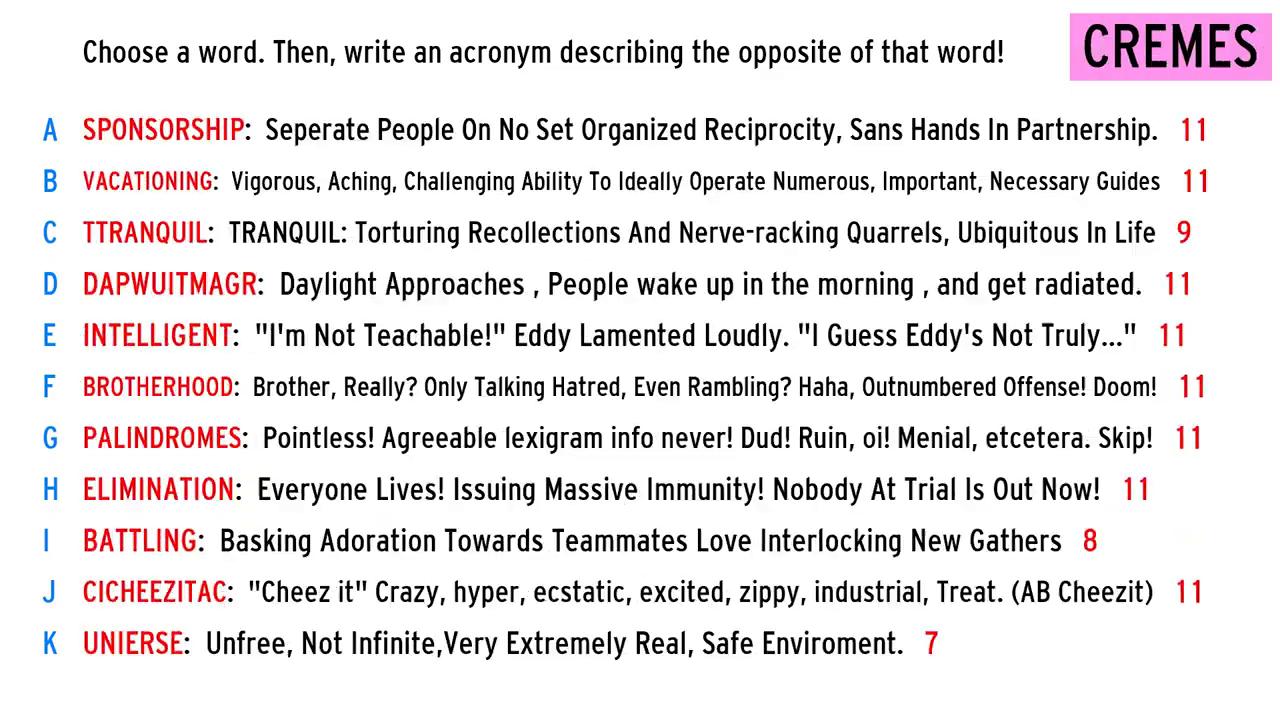 Choose a word. Then, write an acronym describing the opposite of that word!
CREMES
A SPONSORSHIP: Seperate People On No Set Organized Reciprocity, Sans Hands In Partnership. 11
B VACATIONING: Vigorous, Aching, Challenging Ability To Ideally Operate Numerous, Important, Necessary Guides 11
C TTRANQUIL: TRANQUIL: Torturing Recollections And Nerve-racking Quarrels, Ubiquitous In Life 9
D DAPWUITMAGR: Daylight Approaches , People wake up in the morning , and get radiated. 11
E INTELLIGENT: "I'm Not Teachable!" Eddy Lamented Loudly. "I Guess Eddy's Not Truly..." 11
F BROTHERHOOD: Brother, Really? Only Talking Hatred, Even Rambling? Haha, Outnumbered Offense! Doom! 11
G PALINDROMES: Pointless! Agreeable lexigram info never! Dud! Ruin, oi! Menial, etcetera. Skip! 11
H ELIMINATION: Everyone Lives! Issuing Massive Immunity! Nobody At Trial Is Out Now! 11
I BATTLING: Basking Adoration Towards Teammates Love Interlocking New Gathers 8
J CICHEEZITAC: "Cheez it" Crazy, hyper, ecstatic, excited, zippy, industrial, Treat. (AB Cheezit) 11
K UNIERSE: Unfree, Not Infinite,Very Extremely Real, Safe Enviroment. 7